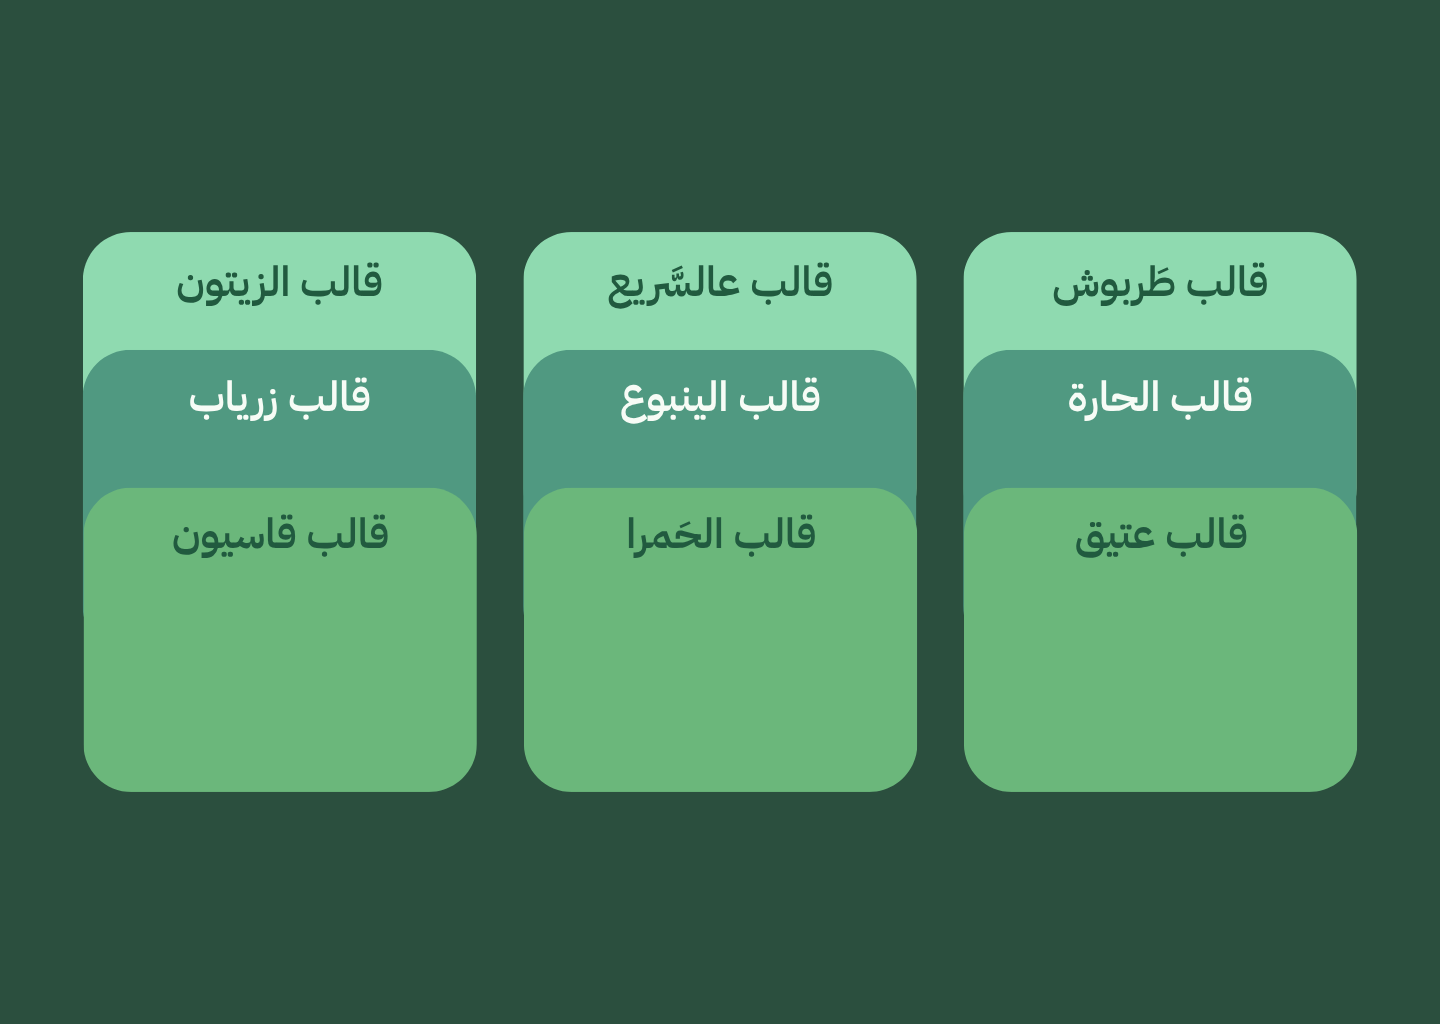 قالب طَربوش
قالب الحارة
قالب عتيق
قالب عالسَّريع
قالب الينبوع
قالب الحَمرا
قالب الزيتون
قالب زرياب
قالب قاسيون